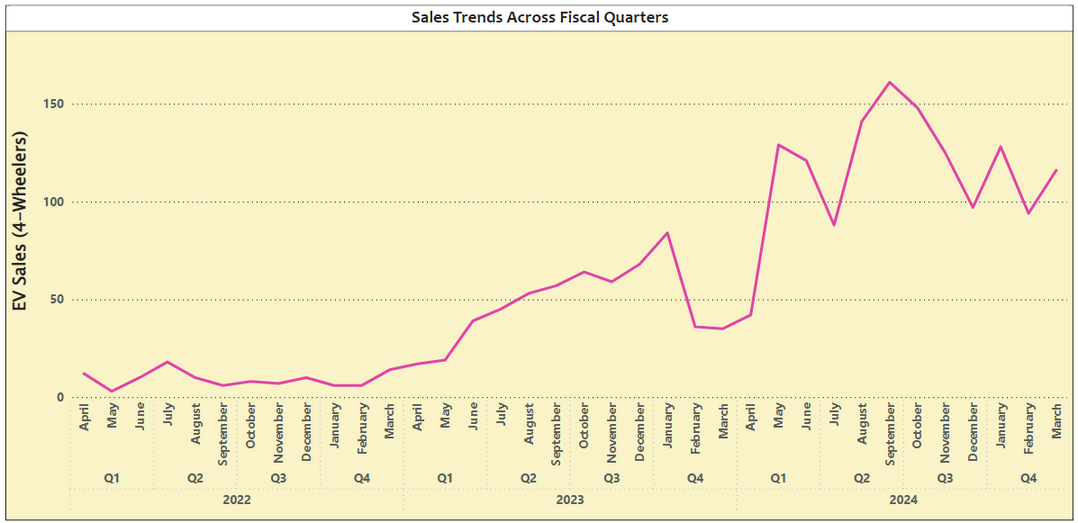 Sales Trends Across Fiscal Quarters
EV Sales (4–Wheelers)
150
100
50
0
April May June July August September October November December January February March April May June July August September October November December January February March April May June July August September October November December January February March
Q1 Q2 Q3 Q4 Q1 Q2 Q3 Q4 Q1 Q2 Q3 Q4
2022 2023 2024